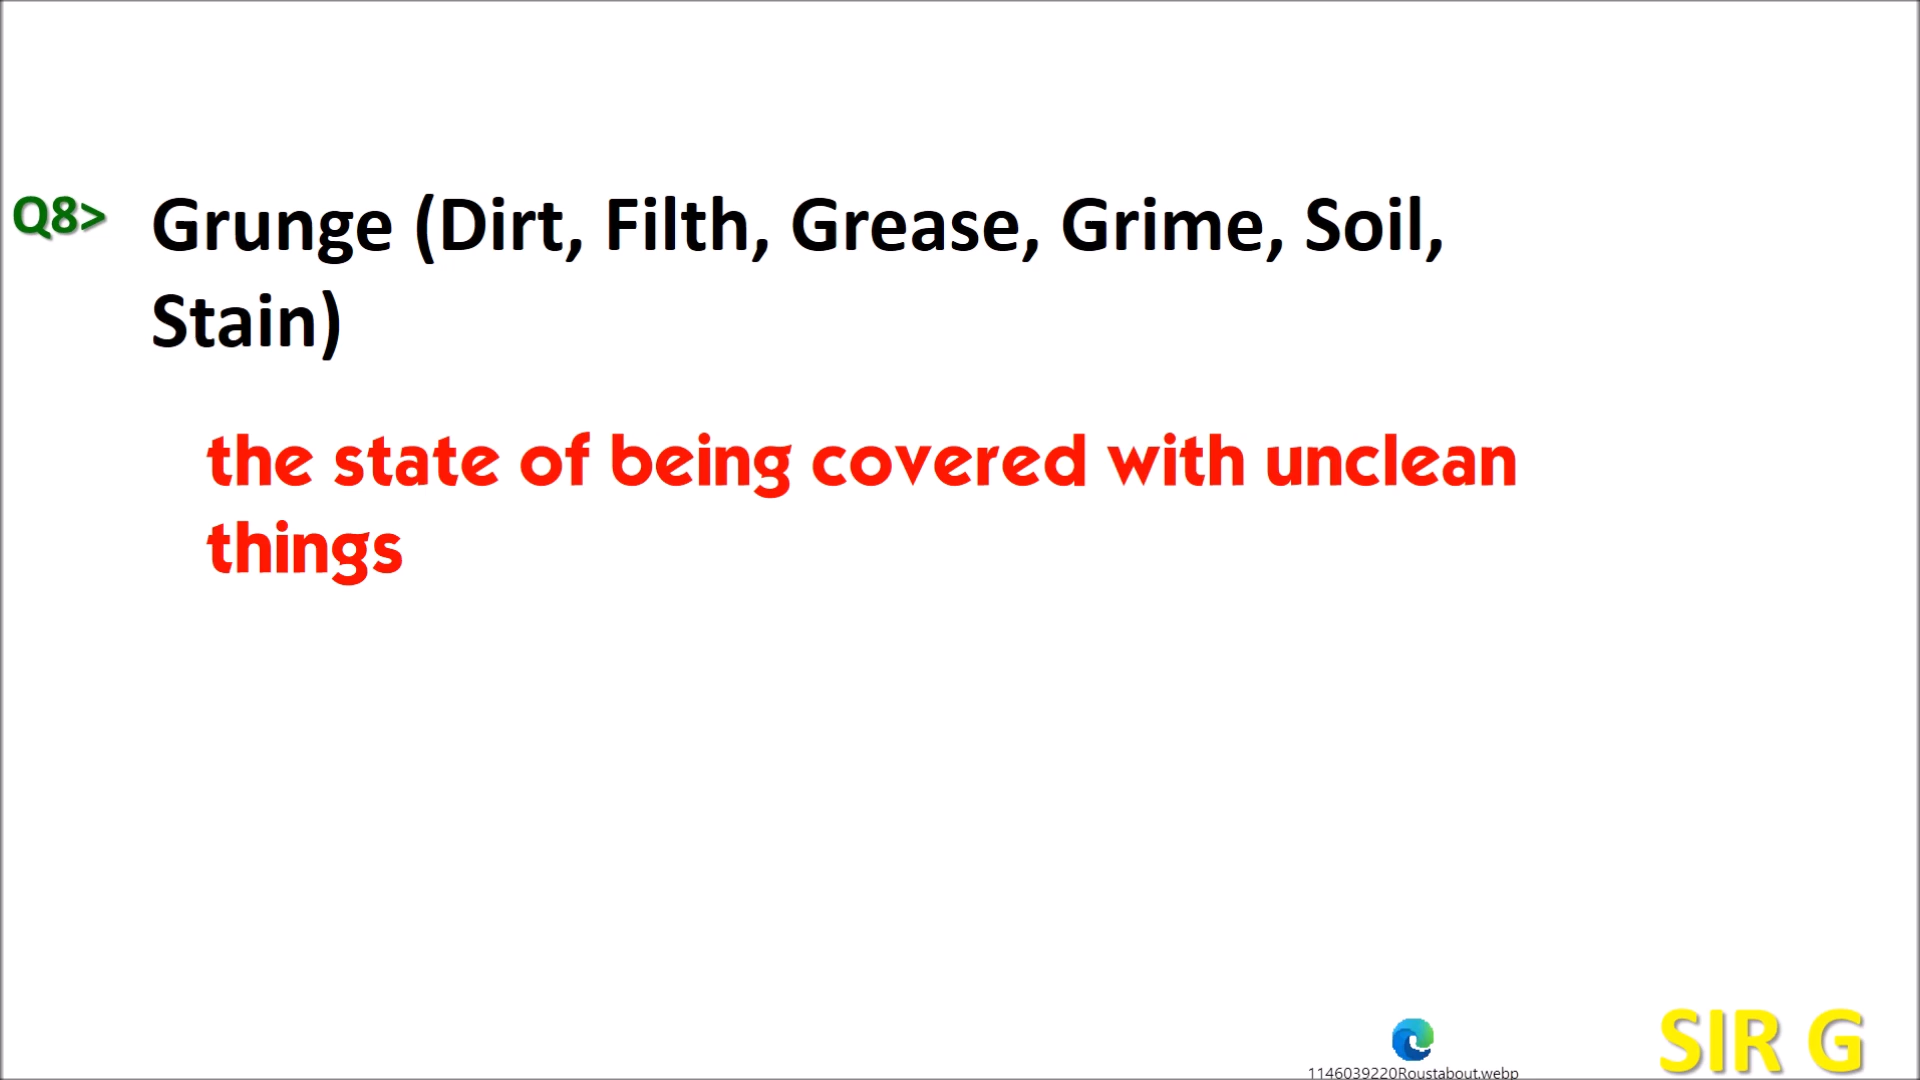 Q8> Grunge (Dirt, Filth, Grease, Grime, Soil,
Stain)
the state of being covered with unclean
things
1146039220Roustabout.webp
SIR G